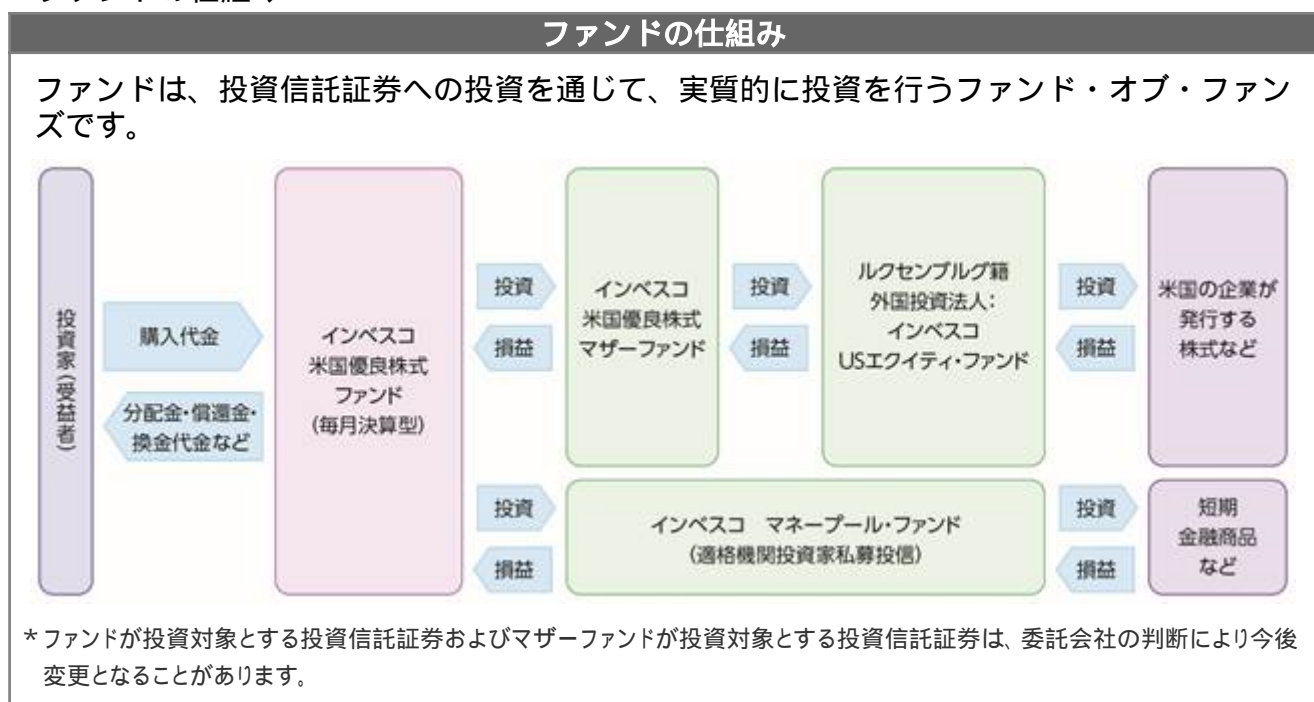 ファンドの仕組み
ファンドは、投資信託証券への投資を通じて、実質的に投資を行うファンド・オブ・ファン
ズです。
投資家(受益者)
購入代金
分配金・償還金・
換金代金など
インベスコ
米国優良株式
ファンド
(毎月決算型)
投資
損益
インベスコ
米国優良株式
マザーファンド
投資
損益
ルクセンブルグ籍
外国投資法人:
インベスコ
USエクイティ・ファンド
投資
損益
米国の企業が
発行する
株式など
投資
損益
インベスコ マネープール・ファンド
(適格機関投資家私募投信)
投資
損益
短期
金融商品
など
*ファンドが投資対象とする投資信託証券およびマザーファンドが投資対象とする投資信託証券は、委託会社の判断により今後
変更となることがあります。